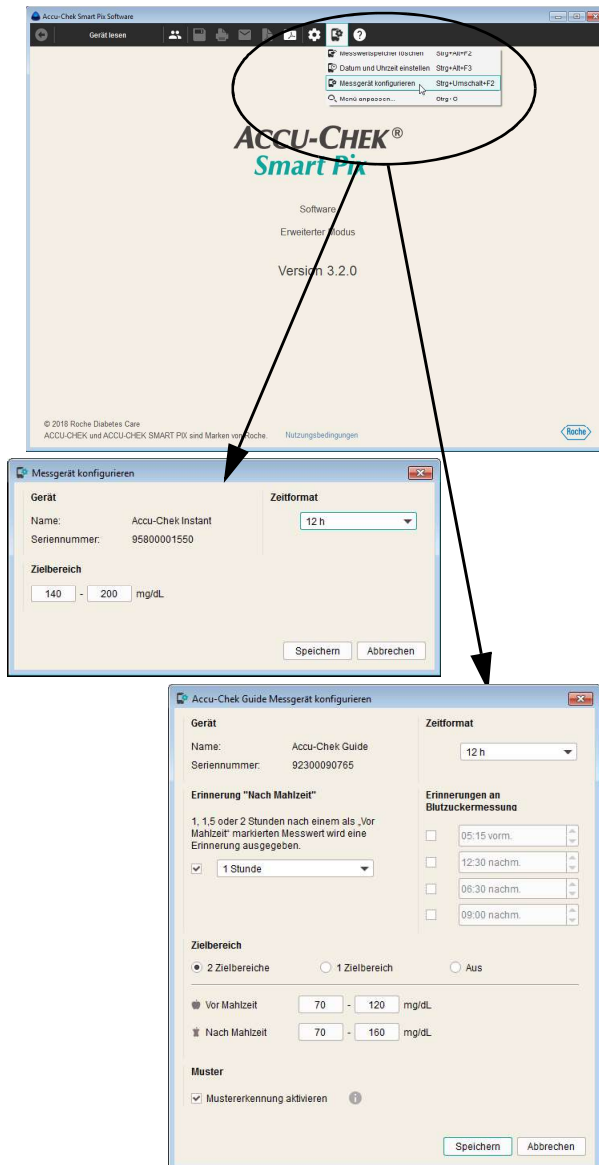 Accu-Chek Smart Pix Software
Gerät lesen
Messwertspeicher löschen Strg+Alt+F2
Datum und Uhrzeit einstellen Strg+Alt+F3
Messgerät konfigurieren Strg+Umschalt+F2
Menü anpassen...
ACCU-CHEK®
Smart Pix
Software
Erweiterter Modus
Version 3.2.0
© 2018 Roche Diabetes Care
ACCU-CHEK und ACCU-CHEK SMART PIX sind Marken von Roche. Nutzungsbedingungen
Roche
Messgerät konfigurieren
Gerät
Name: Accu-Chek Instant
Seriennummer: 95800001550
Zeitformat
12 h
Zielbereich
140 - 200 mg/dL
Speichern Abbrechen
Accu-Chek Guide Messgerät konfigurieren
Gerät
Name: Accu-Chek Guide
Seriennummer: 92300090765
Zeitformat
12 h
Erinnerung "Nach Mahlzeit"
1, 1,5 oder 2 Stunden nach einem als „Vor
Mahlzeit“ markierten Messwert wird eine
Erinnerung ausgegeben.
1 Stunde
Erinnerungen an
Blutzuckermessung
05:15 vorm.
12:30 nachm.
06:30 nachm.
09:00 nachm.
Zielbereich
2 Zielbereiche 1 Zielbereich Aus
Vor Mahlzeit 70 - 120 mg/dL
Nach Mahlzeit 70 - 160 mg/dL
Muster
Mustererkennung aktivieren
Speichern Abbrechen